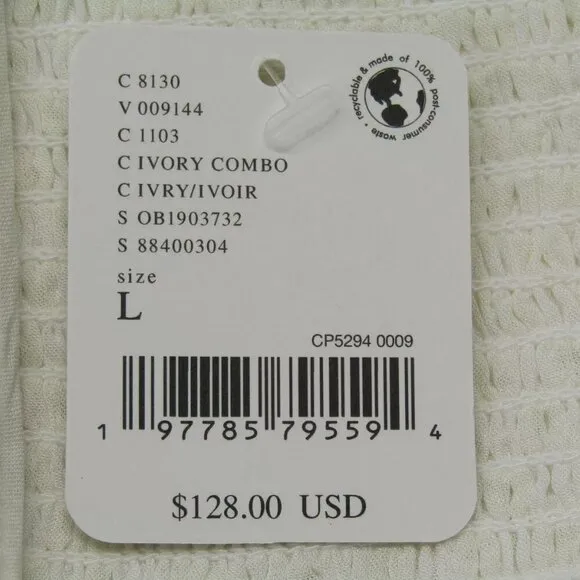 C 8130
V 009144
C 1103
C IVORY COMBO
C IVRY/IVOIR
S OB1903732
S 88400304
size
L
recyclable & made of 100% post-consumer waste •
CP5294 0009
1 97785 79559 4
$128.00 USD